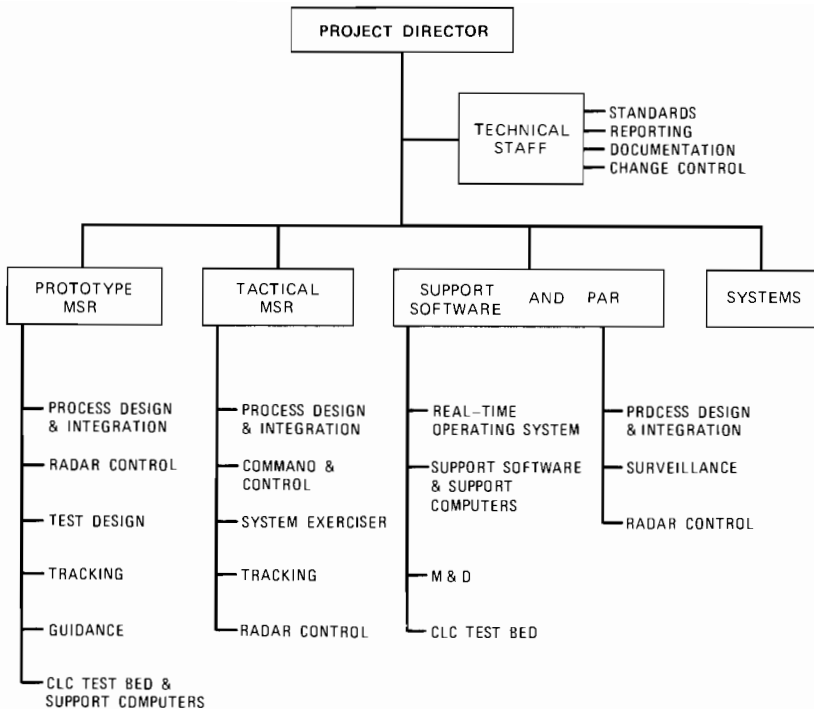 PROJECT DIRECTOR
TECHNICAL
STAFF
STANDARDS
REPORTING
DOCUMENTATION
CHANGE CONTROL
PROTOTYPE
MSR
TACTICAL
MSR
SUPPORT
SOFTWARE AND PAR
SYSTEMS
PROCESS DESIGN
& INTEGRATION
RADAR CONTROL
TEST DESIGN
TRACKING
GUIDANCE
CLC TEST BED &
SUPPORT COMPUTERS
PROCESS DESIGN
& INTEGRATION
COMMANO &
CONTROL
SYSTEM EXERCISER
TRACKING
RADAR CONTROL
REAL-TIME
OPERATING SYSTEM
SUPPORT SOFTWARE
& SUPPORT
COMPUTERS
M & D
CLC TEST BED
PRDCESS DESIGN
& INTEGRATION
SURVEILLANCE
RADAR CONTROL